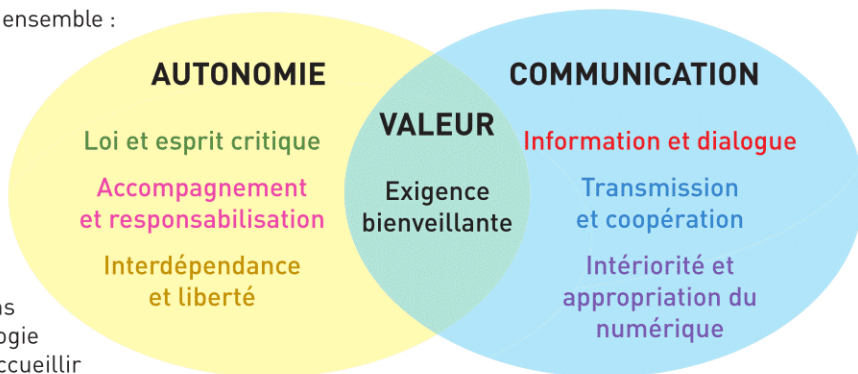 ensemble :
AUTONOMIE
Loi et esprit critique
Accompagnement
et responsabilisation
Interdépendance
et liberté
VALEUR
Exigence
bienveillante
COMMUNICATION
Information et dialogue
Transmission
et coopération
Intériorité et
appropriation du
numérique